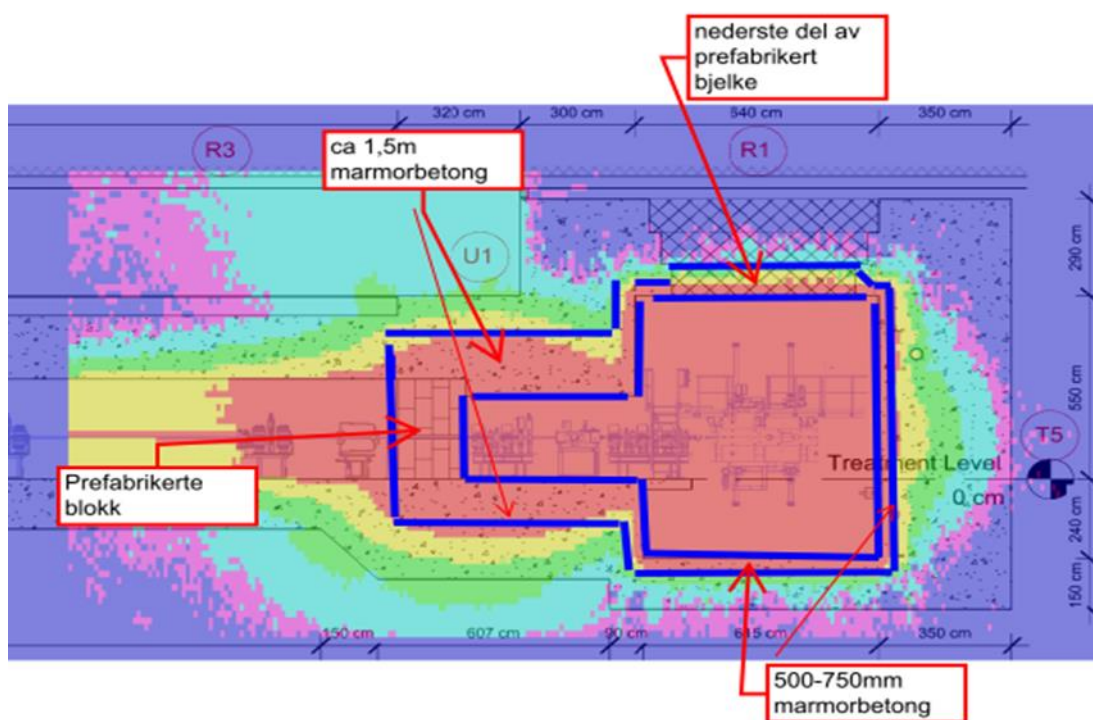 nederste del av
prefabrikert
bjelke
320 cm
300 cm
640 cm
350 cm
R3
ca 1,5m
marmorbetong
R1
U1
290 cm
550 cm
T5
Prefabrikerte
blokk
Treatment Level
0 cm
240 cm
150 cm
150 cm
607 cm
90 cm
615 cm
350 cm
500-750mm
marmorbetong